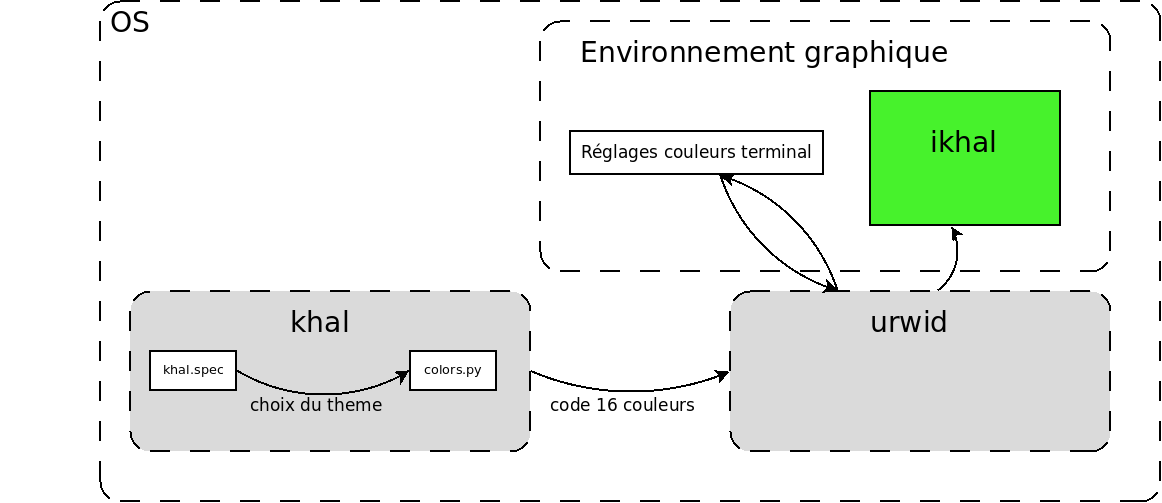 OS
Environnement graphique
Réglages couleurs terminal
ikhal
khal
khal.spec
colors.py
choix du theme
code 16 couleurs
urwid